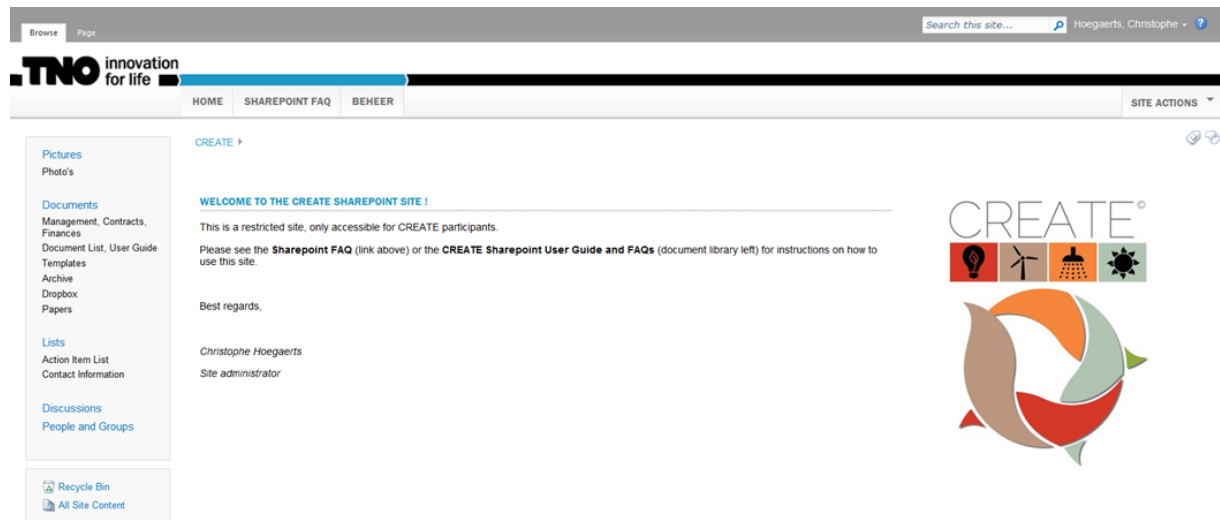 Browse Page
Search this site...
Hoegaerts, Christophe
TNO innovation
for life
HOME SHAREPOINT FAQ BEHEER
SITE ACTIONS
CREATE
Pictures
Photo's
Documents
Management, Contracts,
Finances
Document List, User Guide
Templates
Archive
Dropbox
Papers
Lists
Action Item List
Contact Information
Discussions
People and Groups
Recycle Bin
All Site Content
WELCOME TO THE CREATE SHAREPOINT SITE !
This is a restricted site, only accessible for CREATE participants.
Please see the Sharepoint FAQ (link above) or the CREATE Sharepoint User Guide and FAQs (document library left) for instructions on how to
use this site.
Best regards,
Christophe Hoegaerts
Site administrator
CREATE©